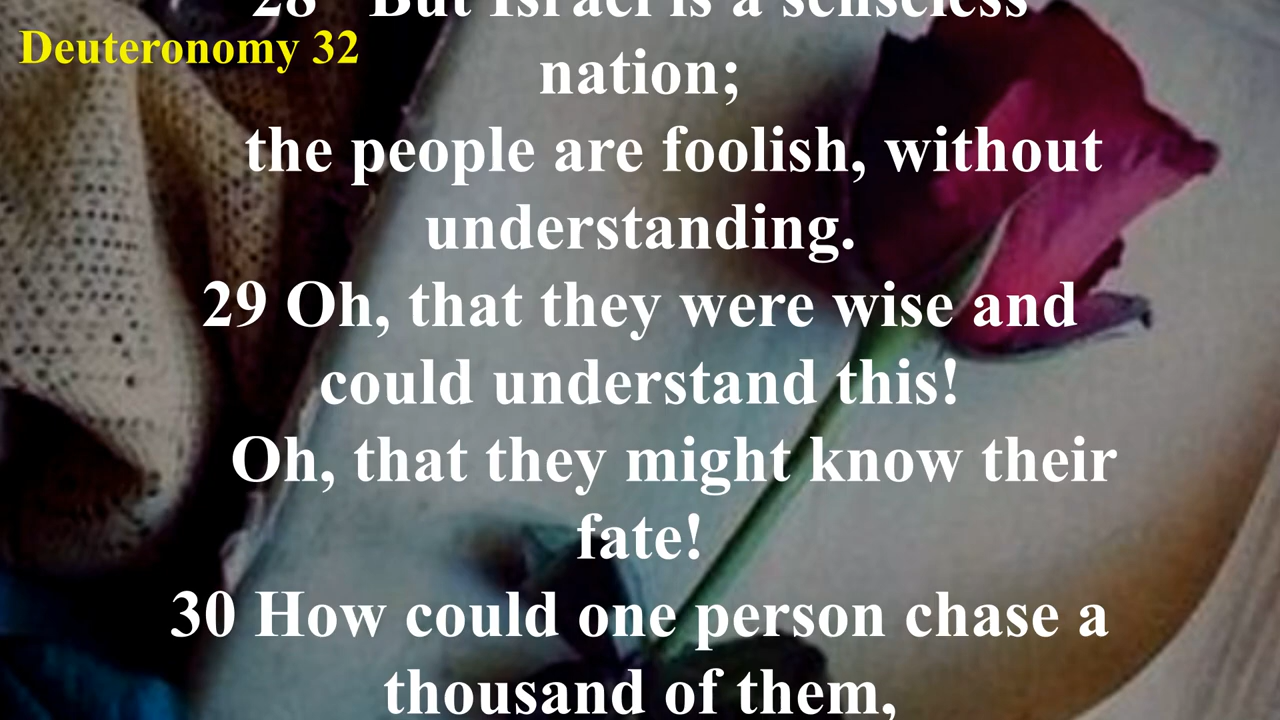 Deuteronomy 32
28 “But Israel is a senseless
nation;
the people are foolish, without
understanding.
29 Oh, that they were wise and
could understand this!
Oh, that they might know their
fate!
30 How could one person chase a
thousand of them,